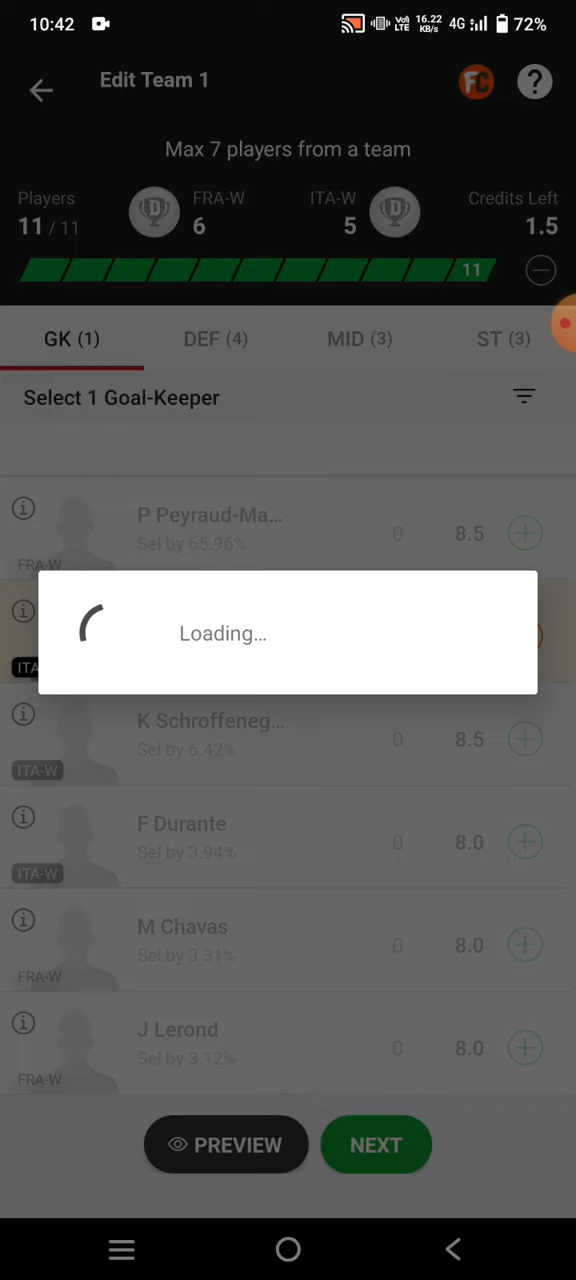 10:42 Vo) LTE 16.22 KB/s 4G 72%
Edit Team 1 FC ?
Max 7 players from a team
Players FRA-W ITA-W Credits Left
11 / 11 D 6 5 D 1.5
11
GK (1) DEF (4) MID (3) ST (3)
Select 1 Goal-Keeper
P Peyraud-Ma...
Sel by 65.96% 0 8.5
FRA-W
Loading...
ITA
K Schroffeneg...
Sel by 6.42% 0 8.5
ITA-W
F Durante
Sel by 3.94% 0 8.0
ITA-W
M Chavas
Sel by 3.31% 0 8.0
FRA-W
J Lerond
Sel by 3.12% 0 8.0
FRA-W
PREVIEW NEXT